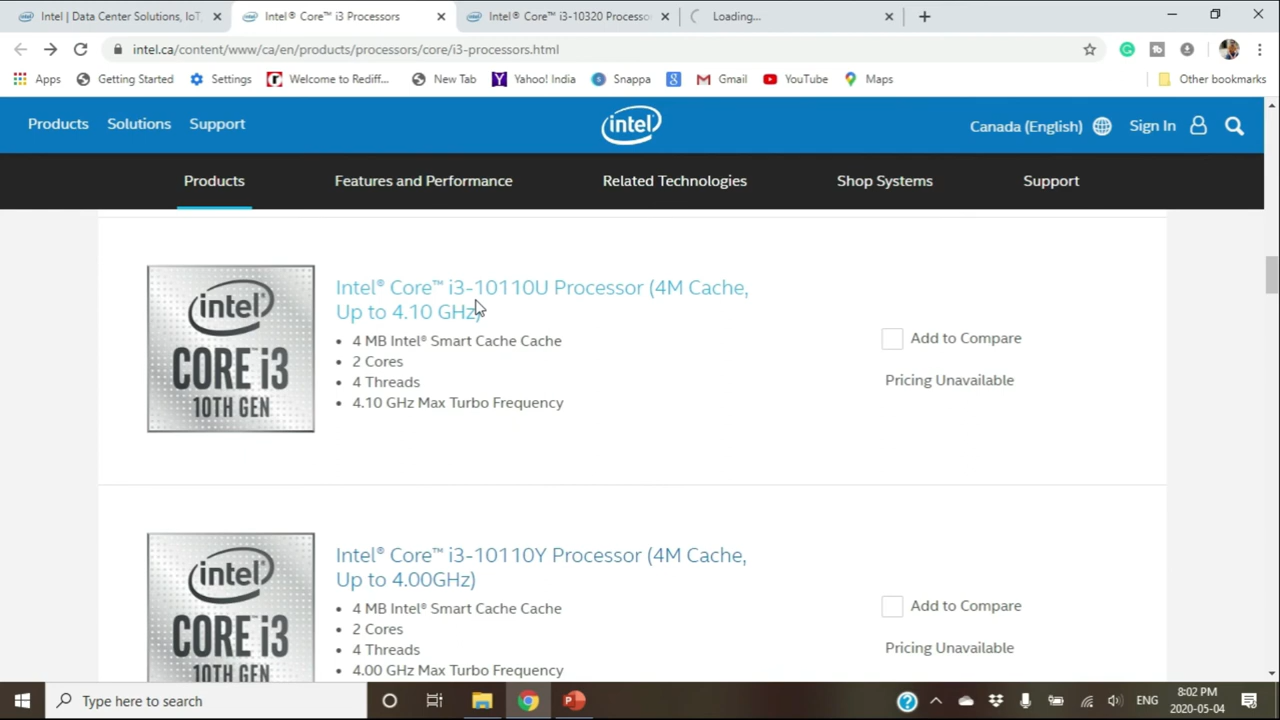 Intel | Data Center Solutions, IoT,
Intel® Core™ i3 Processors
Intel® Core™ i3-10320 Processo
Loading...
intel.ca/content/www/ca/en/products/processors/core/i3-processors.html
Apps
Getting Started
Settings
Welcome to Rediff...
New Tab
Yahoo! India
Snappa
Gmail
YouTube
Maps
Other bookmarks
Products
Solutions
Support
intel
Canada (English)
Sign In
Products
Features and Performance
Related Technologies
Shop Systems
Support
intel
CORE i3
10TH GEN
Intel® Core™ i3-10110U Processor (4M Cache,
Up to 4.10 GHz)
• 4 MB Intel® Smart Cache Cache
• 2 Cores
• 4 Threads
• 4.10 GHz Max Turbo Frequency
Add to Compare
Pricing Unavailable
intel
CORE i3
10TH GEN
Intel® Core™ i3-10110Y Processor (4M Cache,
Up to 4.00GHz)
• 4 MB Intel® Smart Cache Cache
• 2 Cores
• 4 Threads
• 4.00 GHz Max Turbo Frequency
Add to Compare
Pricing Unavailable
Type here to search
ENG
8:02 PM
2020-05-04